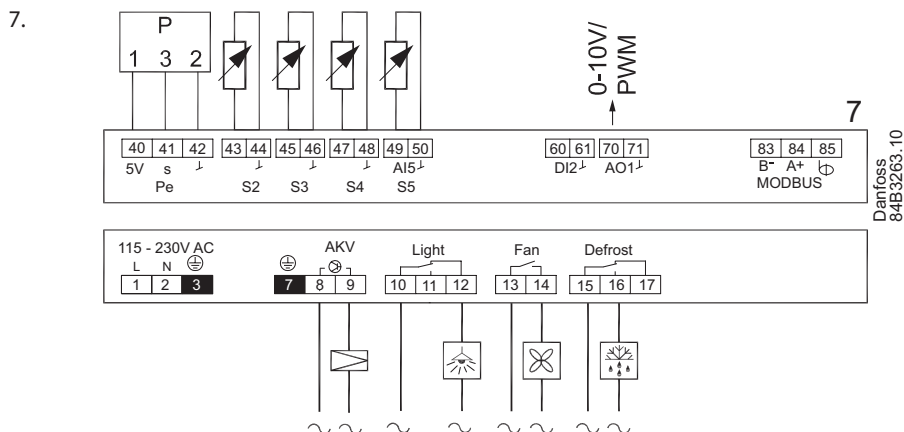 7.
P
1 3 2
0-10V/
PWM
7
40 41 42 43 44 45 46 47 48 49 50 60 61 70 71 83 84 85
5V s AI5 DI2 AO1 B- A+
Pe S2 S3 S4 S5 MODBUS
Danfoss
84B3263.10
115 - 230V AC AKV Light Fan Defrost
L N
1 2 3 7 8 9 10 11 12 13 14 15 16 17